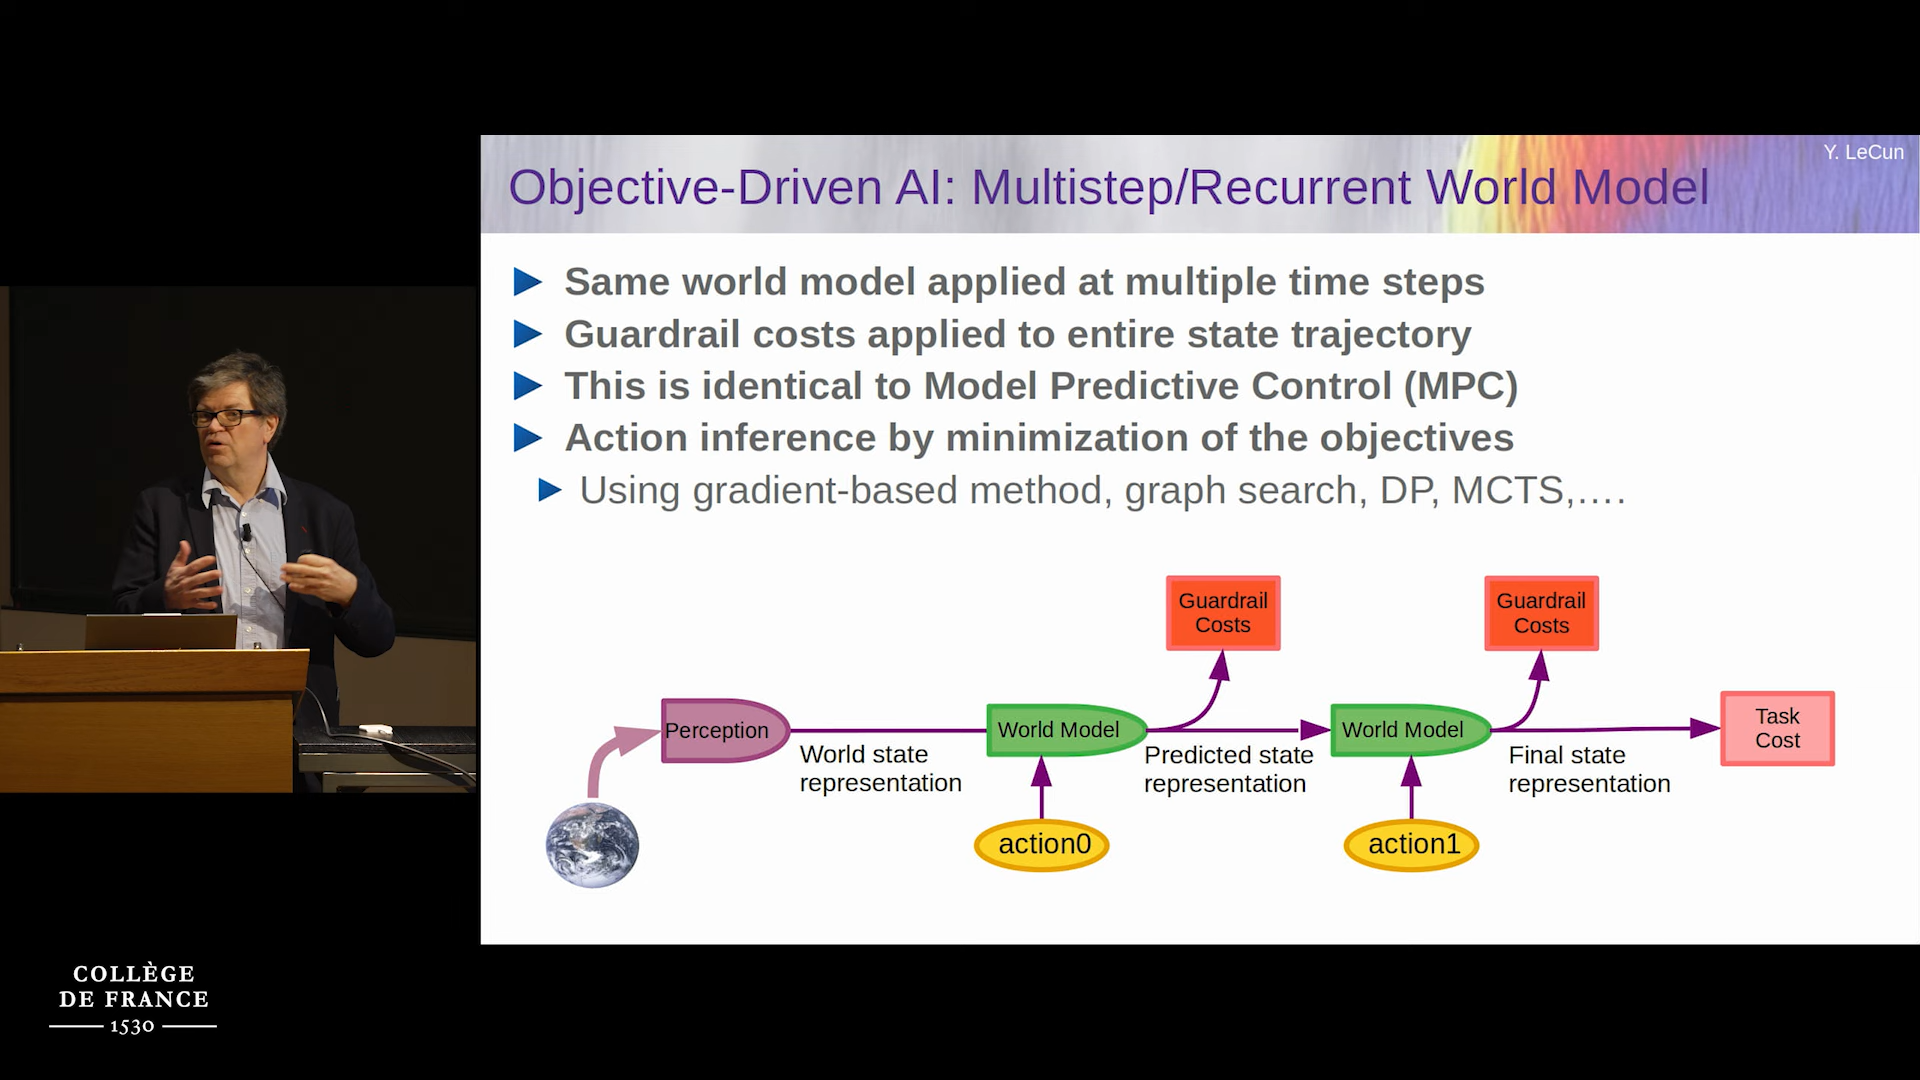 Y. LeCun
Objective-Driven AI: Multistep/Recurrent World Model
Same world model applied at multiple time steps
Guardrail costs applied to entire state trajectory
This is identical to Model Predictive Control (MPC)
Action inference by minimization of the objectives
Using gradient-based method, graph search, DP, MCTS,....
Guardrail
Costs
Guardrail
Costs
Perception
World state
representation
World Model
Predicted state
representation
World Model
Final state
representation
Task
Cost
action0
action1
COLLÈGE
DE FRANCE
1530